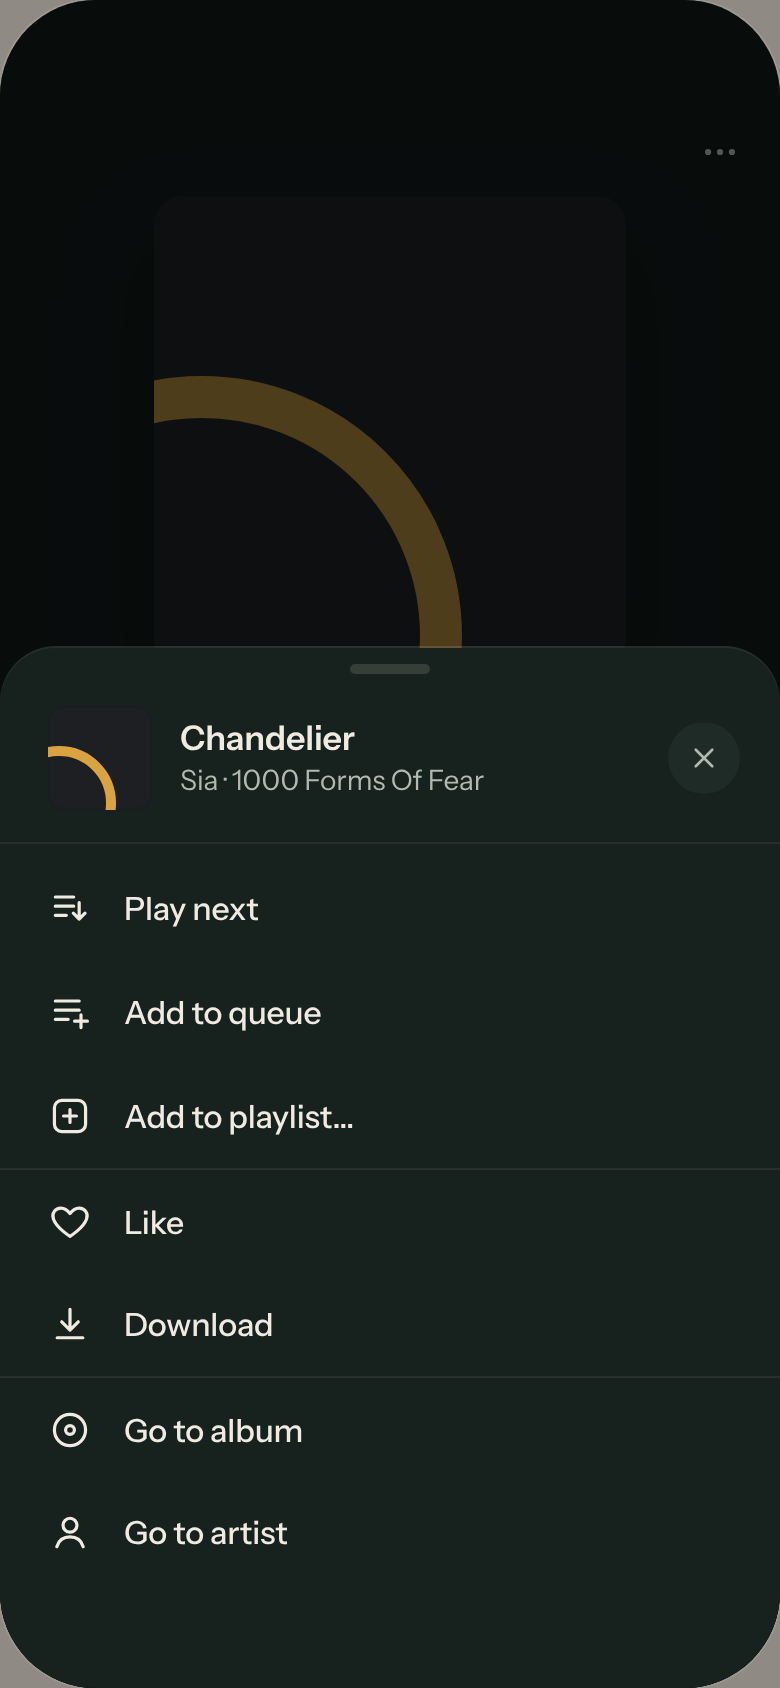 Chandelier
Sia · 1000 Forms Of Fear
Play next
Add to queue
Add to playlist...
Like
Download
Go to album
Go to artist